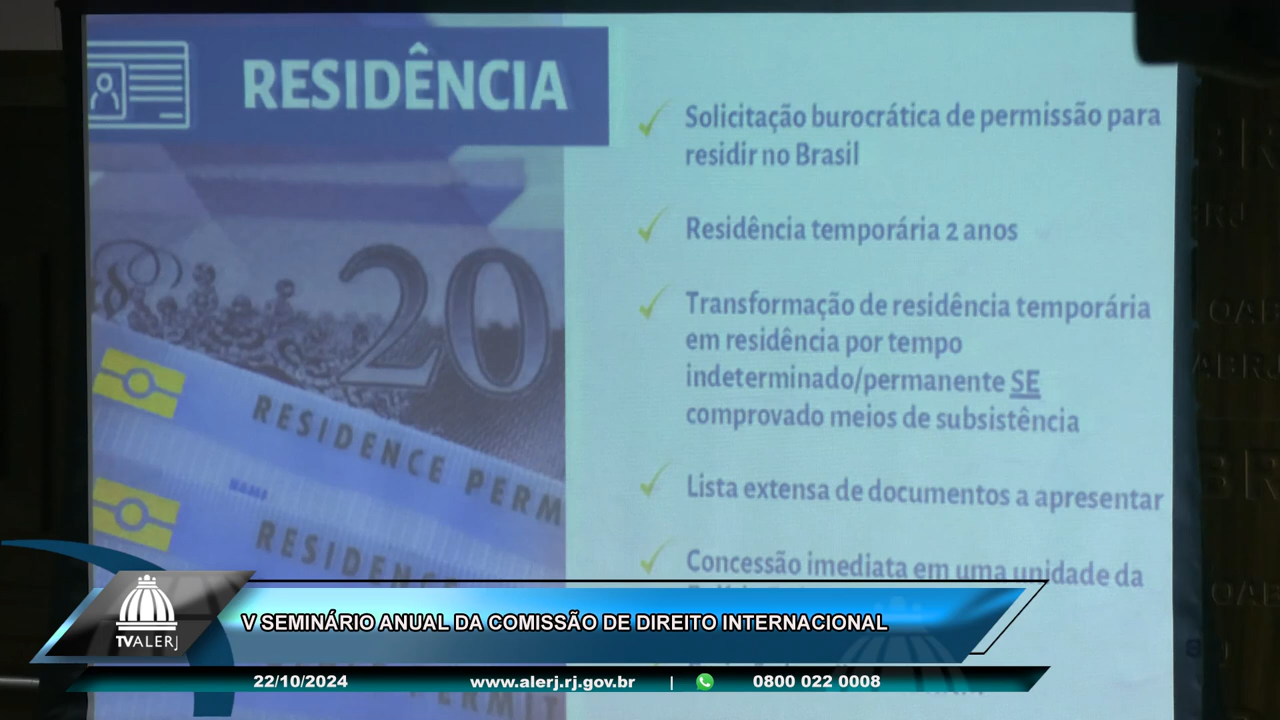 RESIDÊNCIA
Solicitação burocrática de permissão para
residir no Brasil
Residência temporária 2 anos
Transformação de residência temporária
em residência por tempo
indeterminado/permanente SE
comprovado meios de subsistência
Lista extensa de documentos a apresentar
Concessão imediata em uma unidade da
20
RESIDENCE PERM
NAME
RESIDENCE
PERMIT
TVALERJ
V SEMINÁRIO ANUAL DA COMISSÃO DE DIREITO INTERNACIONAL
22/10/2024
www.alerj.rj.gov.br | 0800 022 0008